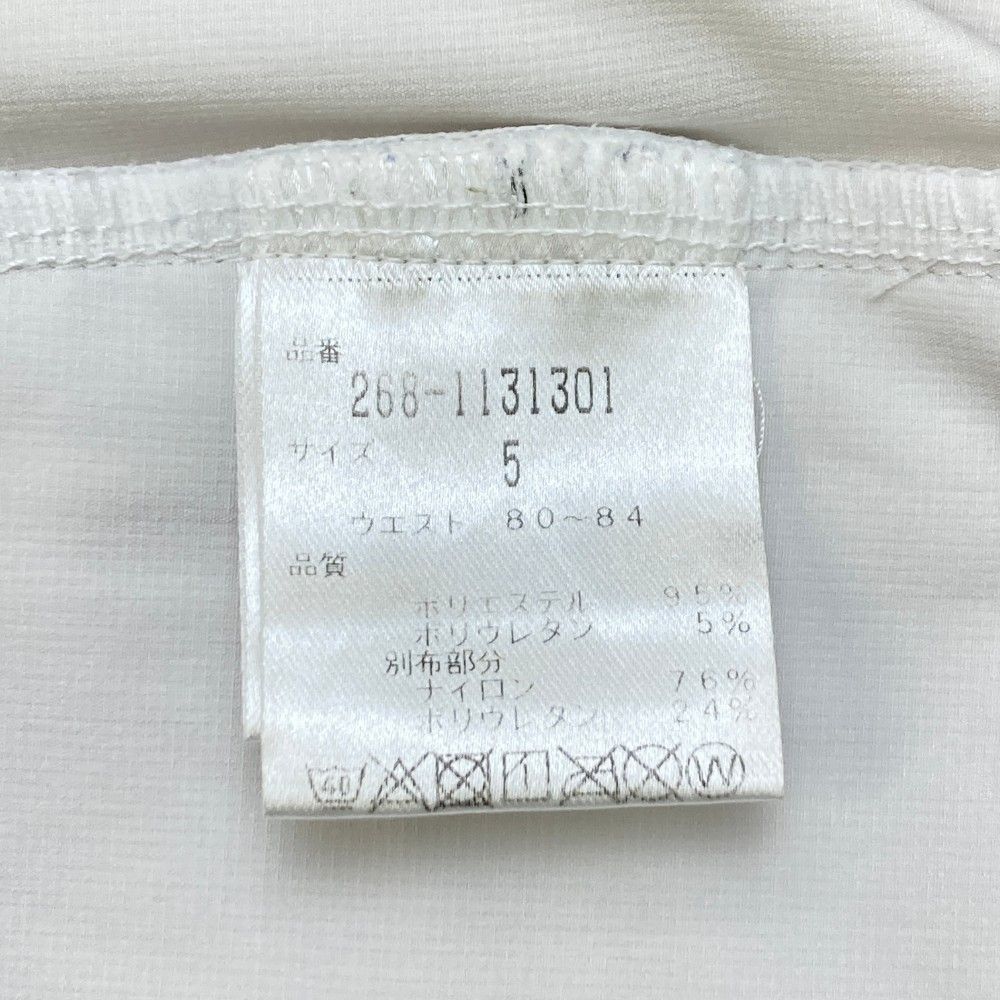 品番
268-1131301
サイズ 5
ウエスト 80~84
品質
ポリエステル 95%
ポリウレタン 5%
別布部分
ナイロン 76%
ポリウレタン 24%
40 W